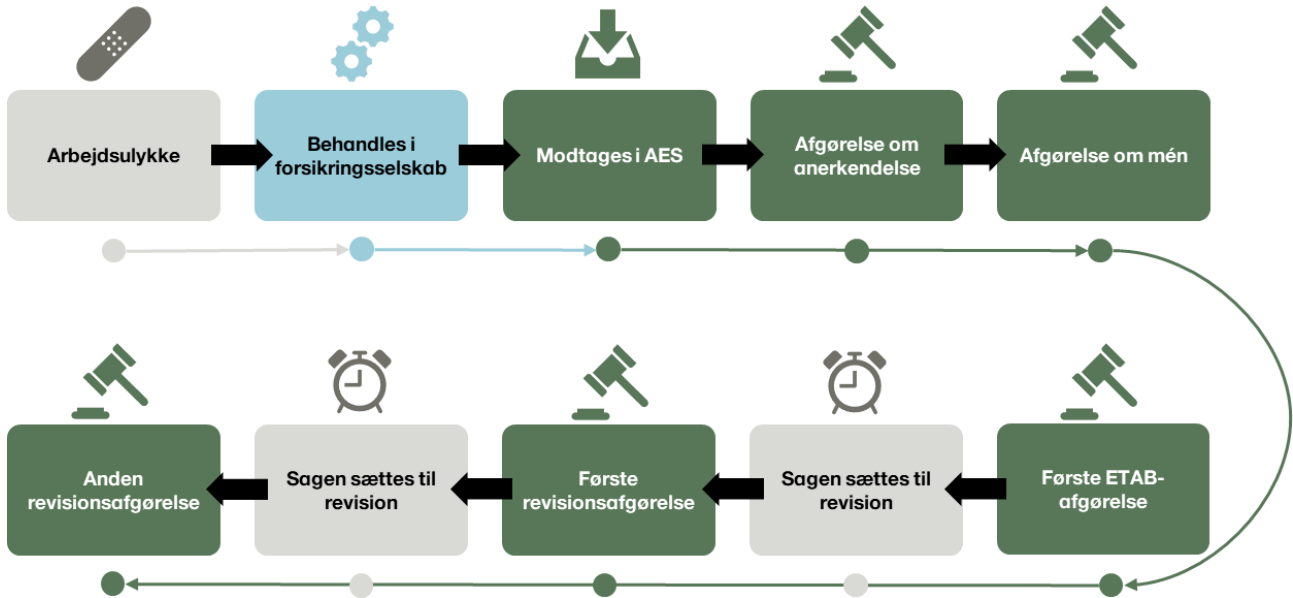 Arbejdsulykke
Behandles i
forsikringsselskab
Modtages i AES
Afgørelse om
anerkendelse
Afgørelse om mén
Anden
revisionsafgørelse
Sagen sættes til
revision
Første
revisionsafgørelse
Sagen sættes til
revision
Første ETAB-
afgørelse